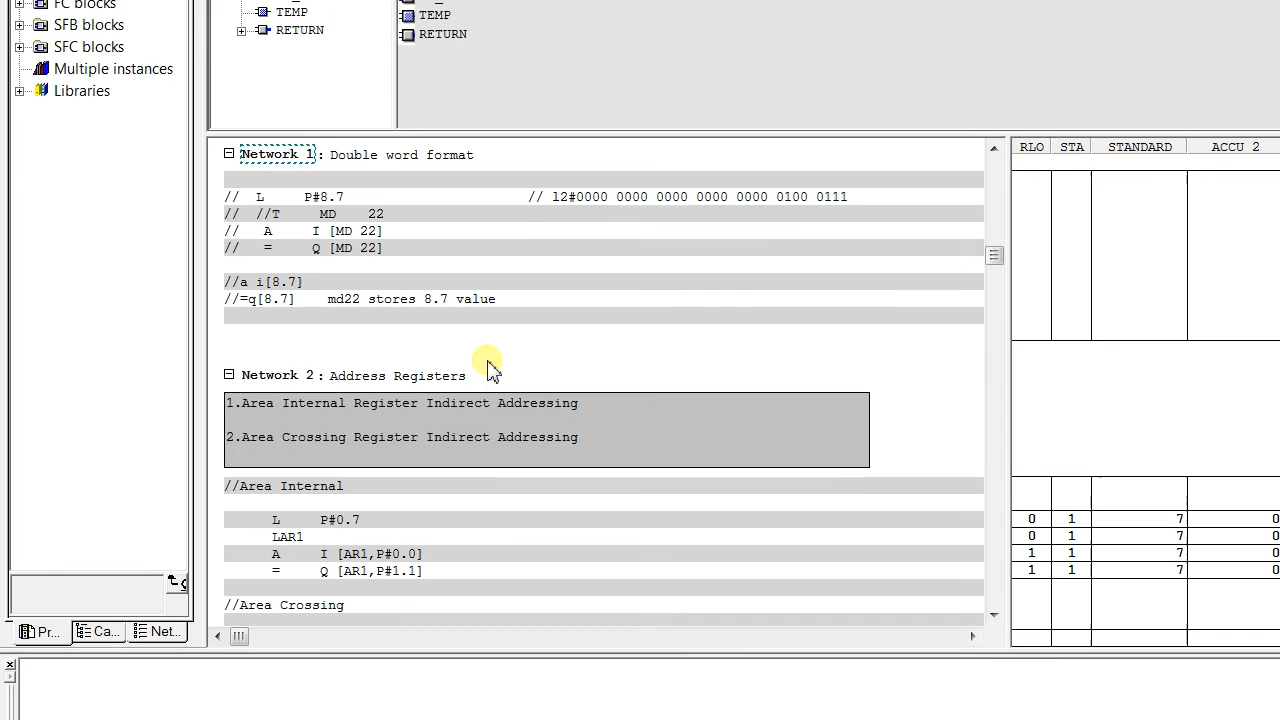 FC blocks
SFB blocks
SFC blocks
Multiple instances
Libraries
TEMP
RETURN
TEMP
RETURN
Network 1 : Double word format
// L P#8.7 // l2#0000 0000 0000 0000 0000 0100 0111
// //T MD 22
// A I [MD 22]
// = Q [MD 22]
//a i[8.7]
//=q[8.7] md22 stores 8.7 value
Network 2 : Address Registers
1.Area Internal Register Indirect Addressing
2.Area Crossing Register Indirect Addressing
//Area Internal
L P#0.7
LAR1
A I [AR1,P#0.0]
= Q [AR1,P#1.1]
//Area Crossing
RLO STA STANDARD ACCU 2
0 1 7 0
0 1 7 0
1 1 7 0
1 1 7 0
Pr... Ca... Net...